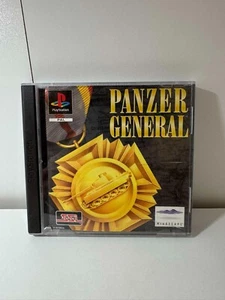 PlayStation
PAL
PANZER
GENERAL
MINDSCAPE